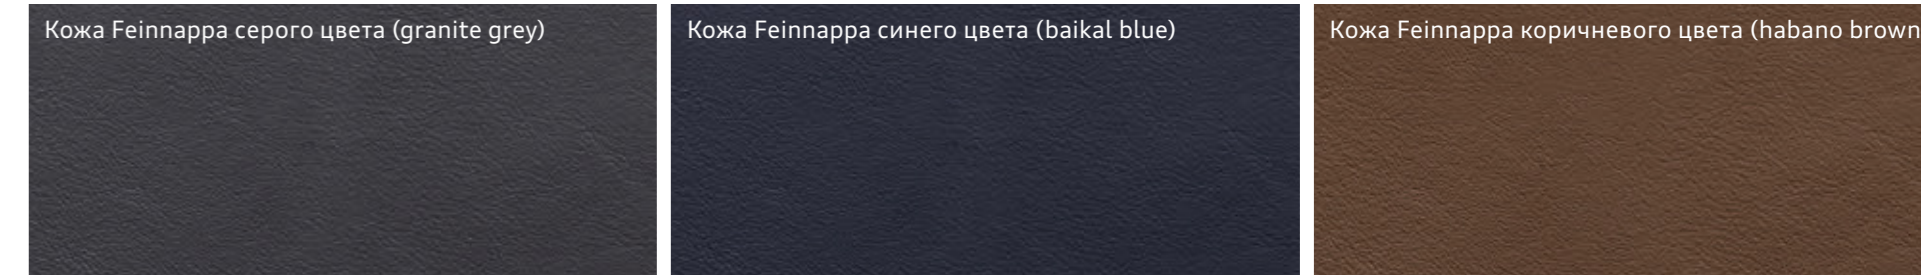 Кожа Feinnappa серого цвета (granite grey)
Кожа Feinnappa синего цвета (baikal blue)
Кожа Feinnappa коричневого цвета (habano brown